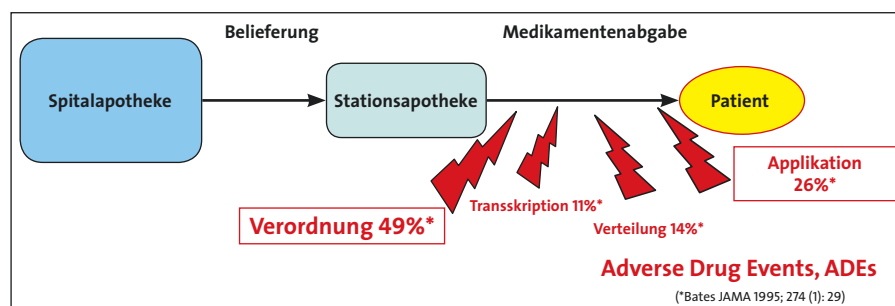 Belieferung
Medikamentenabgabe
Spitalapotheke
Stationsapotheke
Patient
Applikation
26%*
Transskription 11%*
Verordnung 49%*
Verteilung 14%*
Adverse Drug Events, ADEs
(*Bates JAMA 1995; 274 (1): 29)